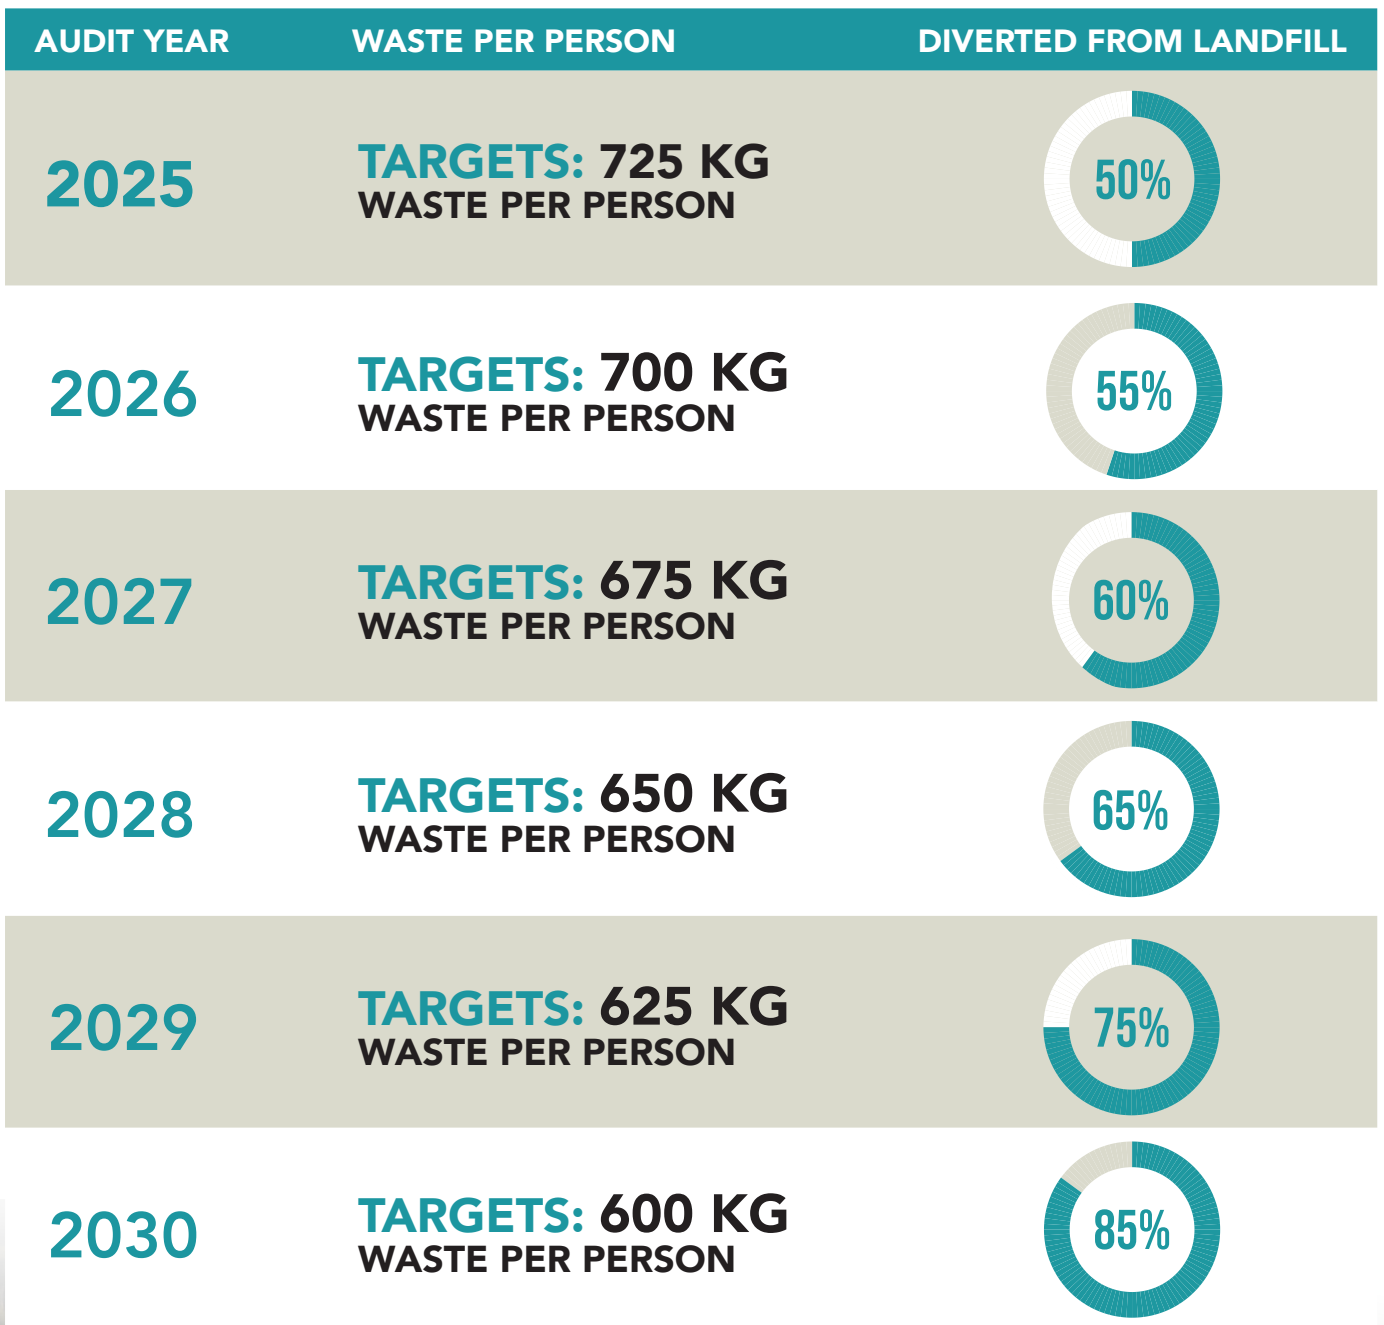 AUDIT YEAR WASTE PER PERSON DIVERTED FROM LANDFILL
2025
TARGETS: 725 KG
WASTE PER PERSON
50%
2026
TARGETS: 700 KG
WASTE PER PERSON
55%
2027
TARGETS: 675 KG
WASTE PER PERSON
60%
2028
TARGETS: 650 KG
WASTE PER PERSON
65%
2029
TARGETS: 625 KG
WASTE PER PERSON
75%
2030
TARGETS: 600 KG
WASTE PER PERSON
85%